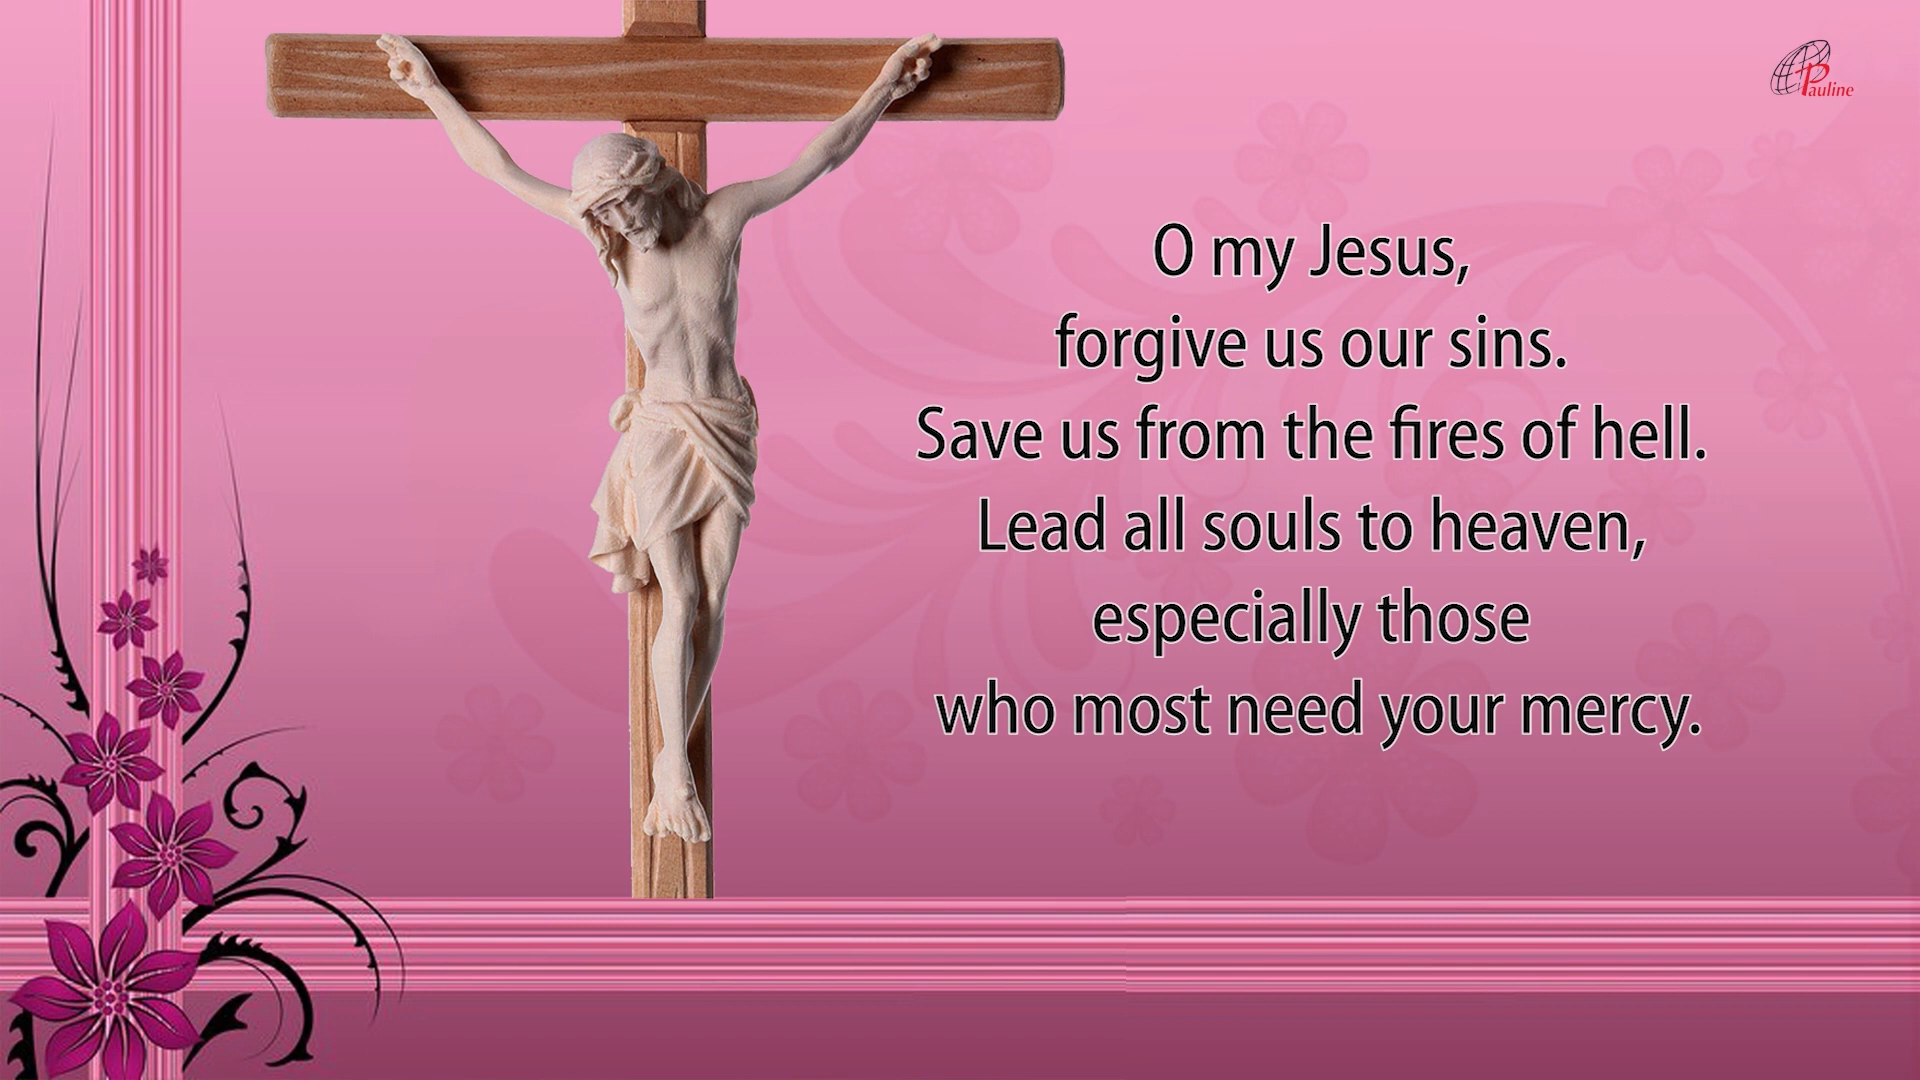 Pauline
O my Jesus,
forgive us our sins.
Save us from the fires of hell.
Lead all souls to heaven,
especially those
who most need your mercy.